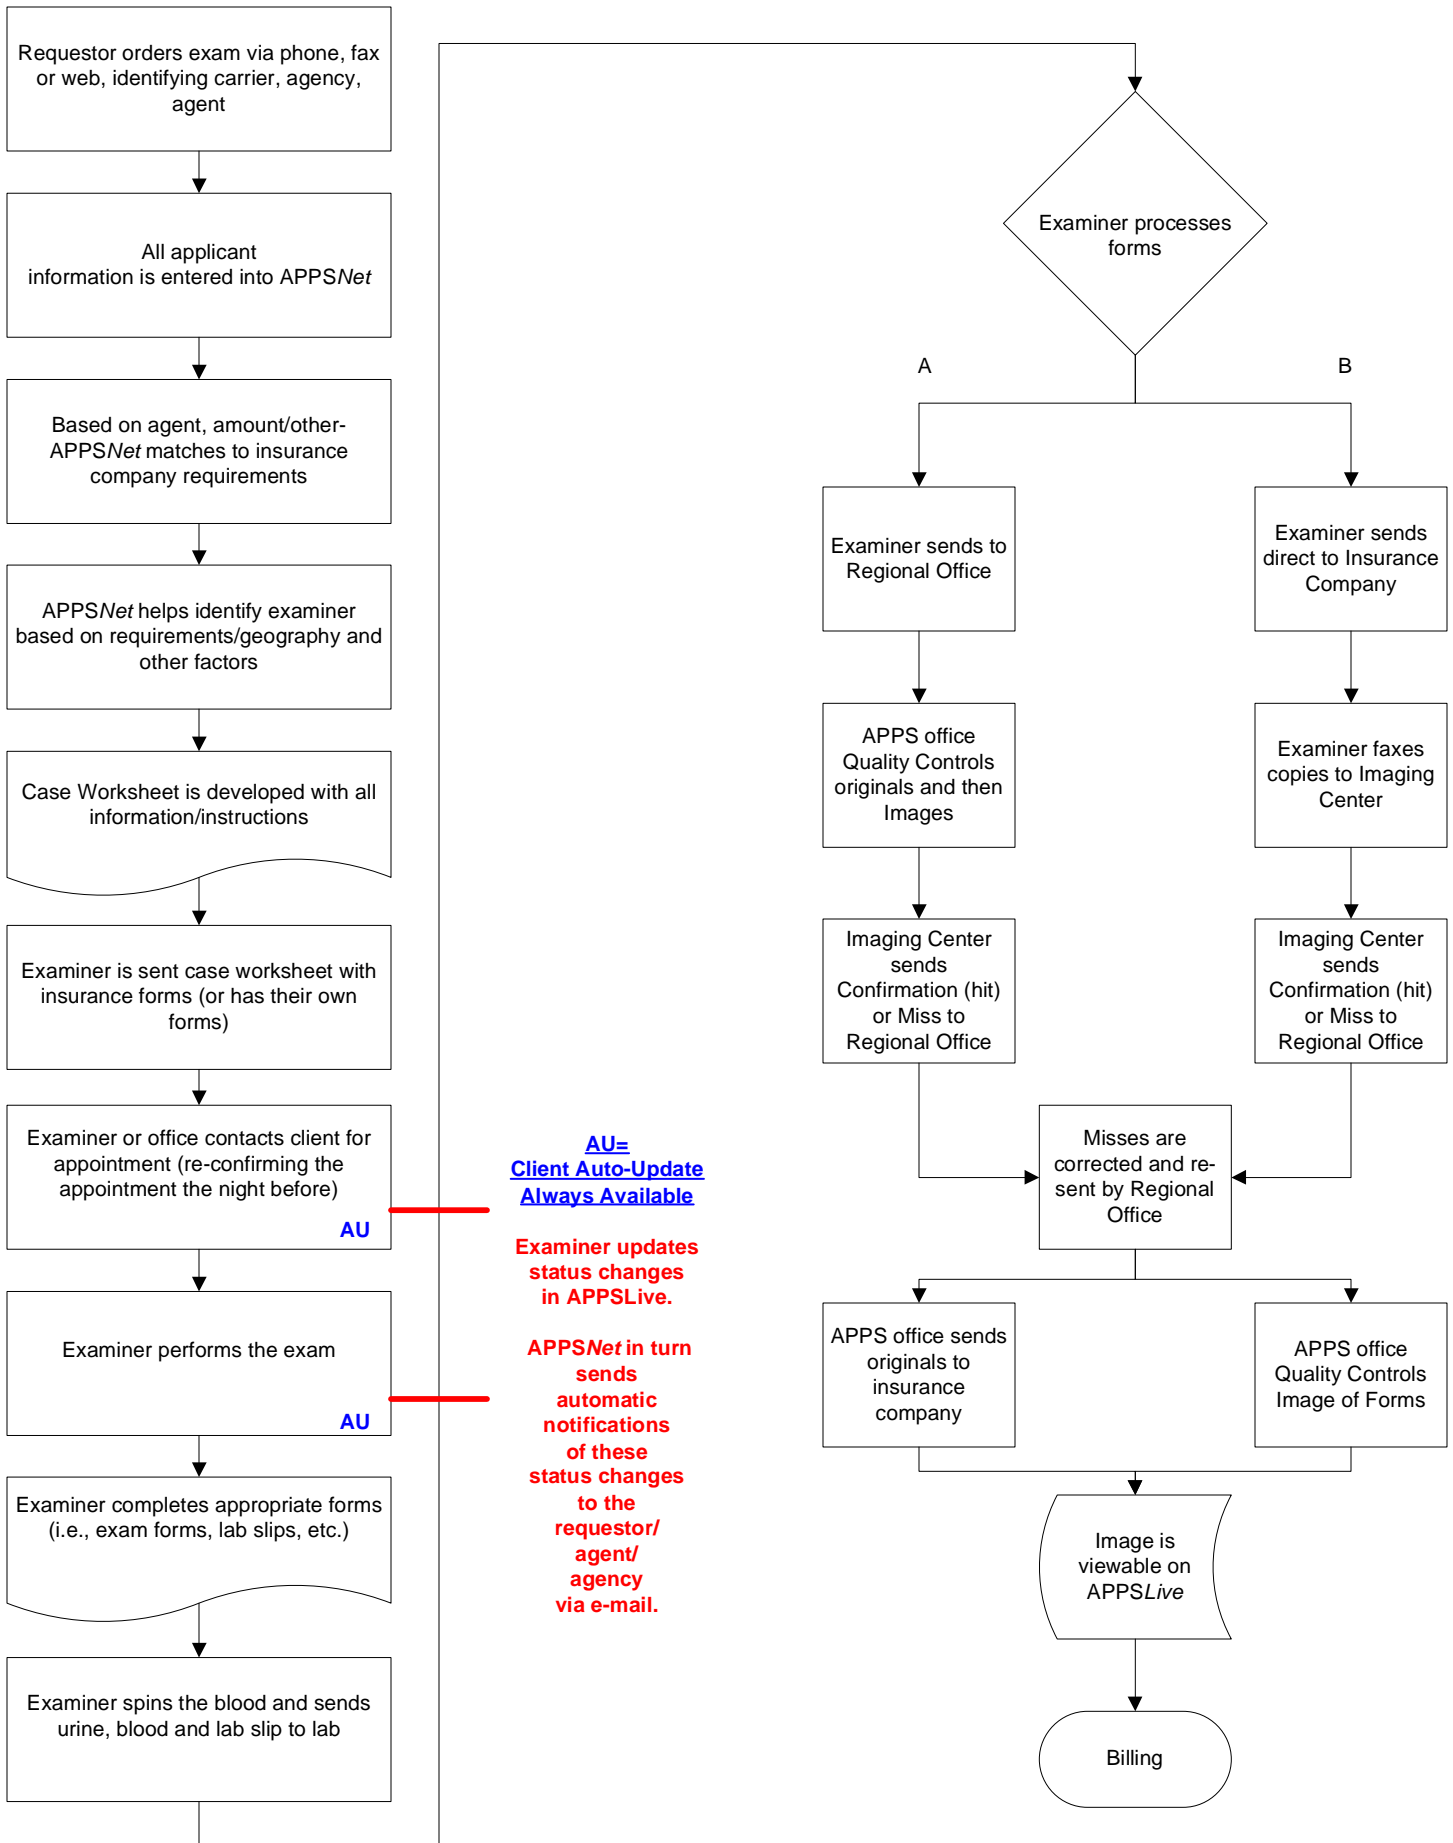 Requestor orders exam via phone, fax
or web, identifying carrier, agency,
agent
All applicant
information is entered into APPSNet
Based on agent, amount/other-
APPSNet matches to insurance
company requirements
APPSNet helps identify examiner
based on requirements/geography and
other factors
Case Worksheet is developed with all
information/instructions
Examiner is sent case worksheet with
insurance forms (or has their own
forms)
Examiner or office contacts client for
appointment (re-confirming the
appointment the night before)
AU
Examiner performs the exam
AU
Examiner completes appropriate forms
(i.e., exam forms, lab slips, etc.)
Examiner spins the blood and sends
urine, blood and lab slip to lab
AU=
Client Auto-Update
Always Available
Examiner updates
status changes
in APPSLive.
APPSNet in turn
sends
automatic
notifications
of these
status changes
to the
requestor/
agent/
agency
via e-mail.
Examiner processes
forms
A
B
Examiner sends to
Regional Office
APPS office
Quality Controls
originals and then
Images
Imaging Center
sends
Confirmation (hit)
or Miss to
Regional Office
Examiner sends
direct to Insurance
Company
Examiner faxes
copies to Imaging
Center
Imaging Center
sends
Confirmation (hit)
or Miss to
Regional Office
Misses are
corrected and re-
sent by Regional
Office
APPS office sends
originals to
insurance
company
APPS office
Quality Controls
Image of Forms
Image is
viewable on
APPSLive
Billing